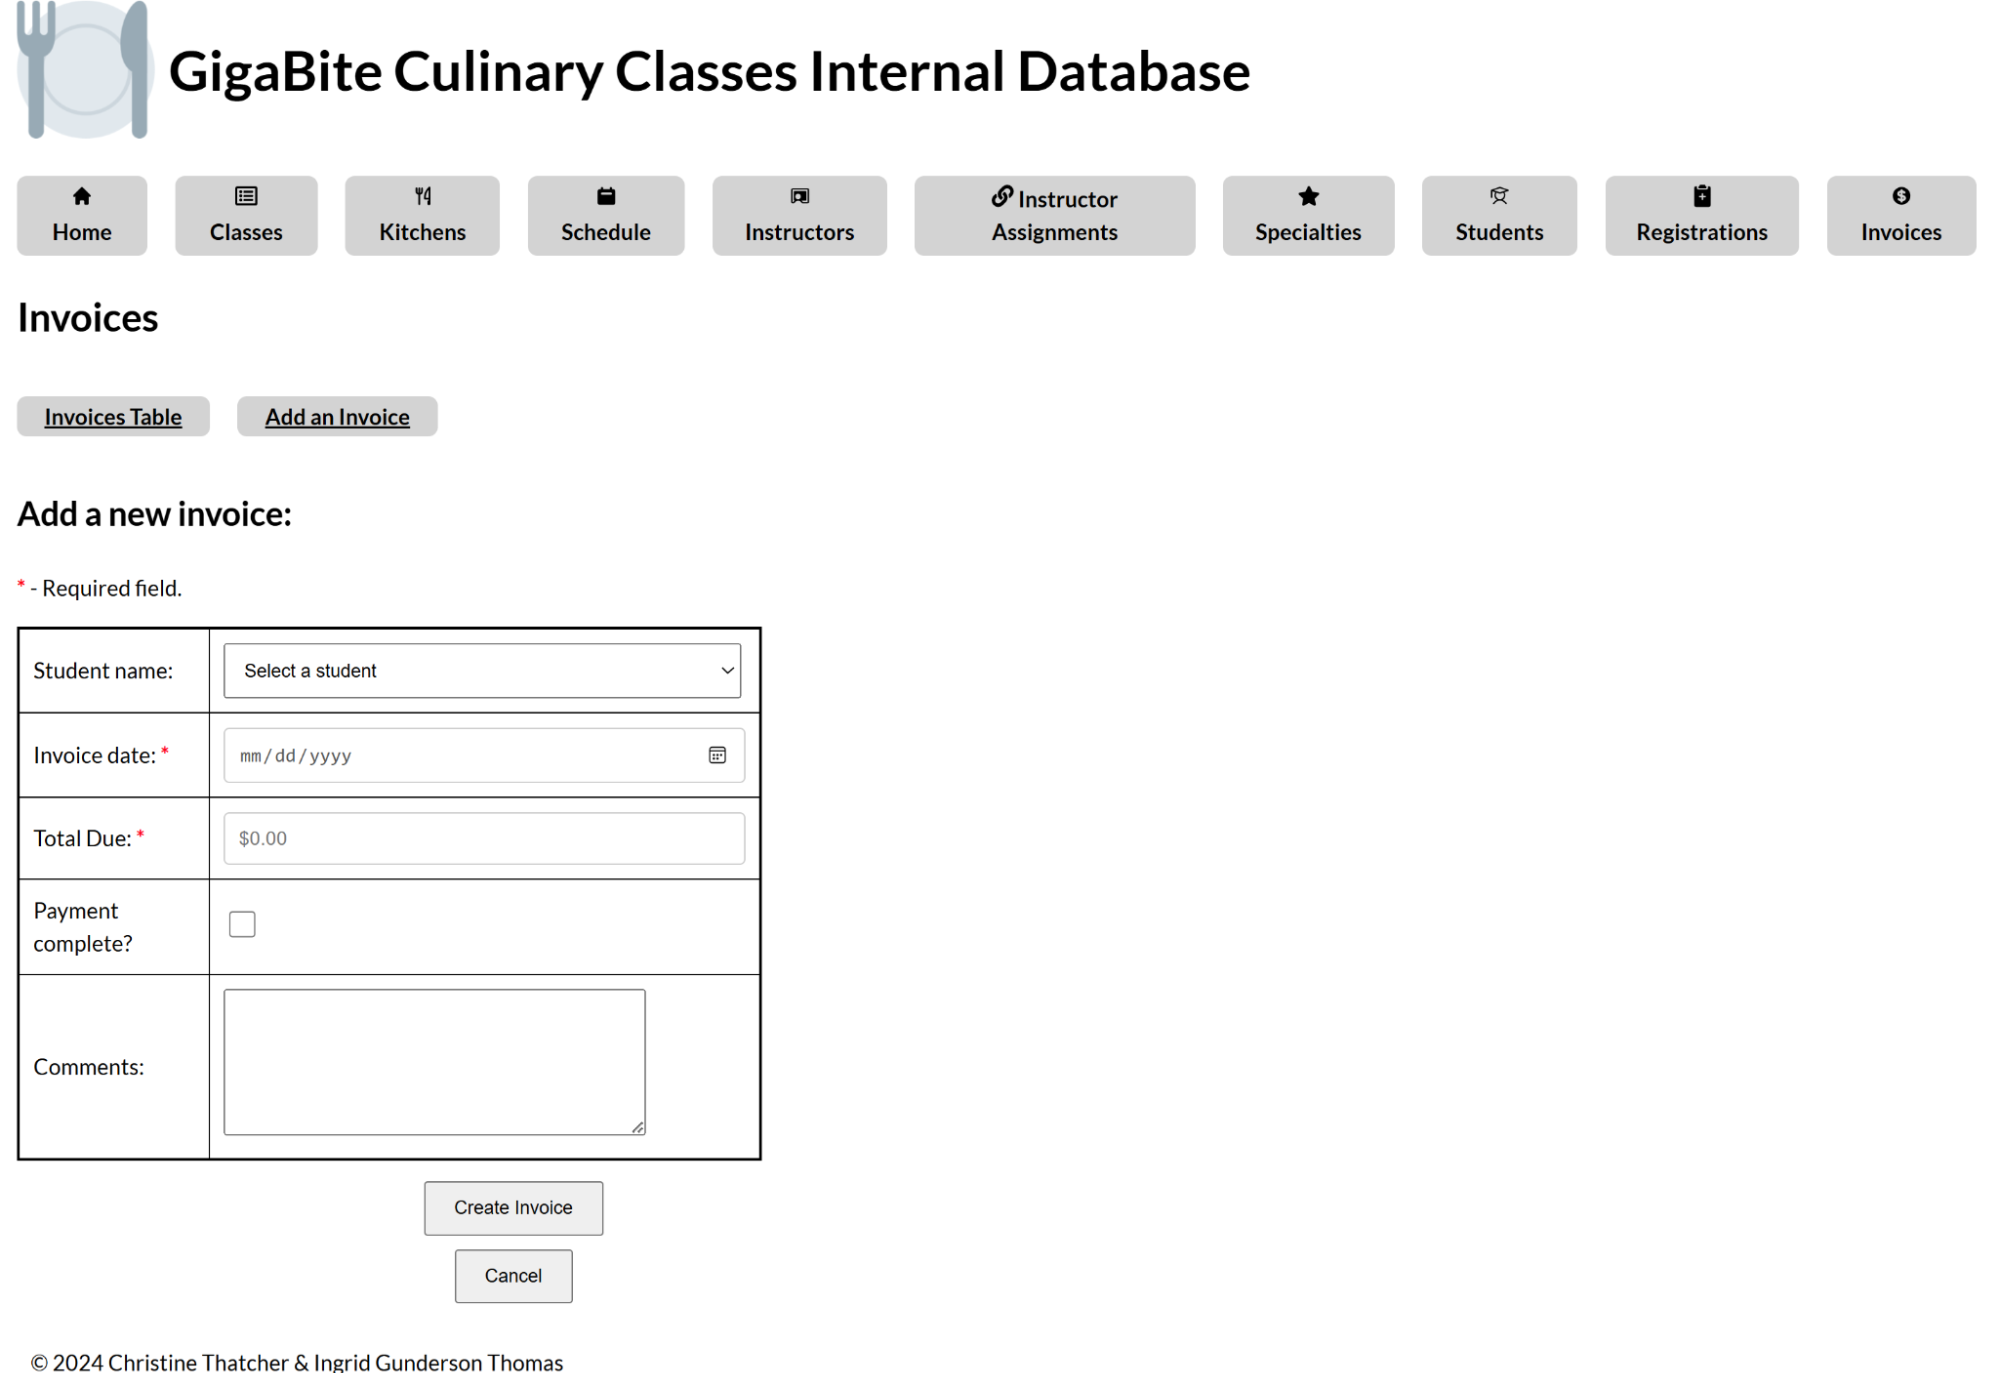 GigaBite Culinary Classes Internal Database
Home
Classes
Kitchens
Schedule
Instructors
Instructor
Assignments
Specialties
Students
Registrations
Invoices
Invoices
Invoices Table
Add an Invoice
Add a new invoice:
* - Required field.
Student name:
Select a student
Invoice date: *
mm/dd/yyyy
Total Due: *
$0.00
Payment
complete?
Comments:
Create Invoice
Cancel
© 2024 Christine Thatcher & Ingrid Gunderson Thomas